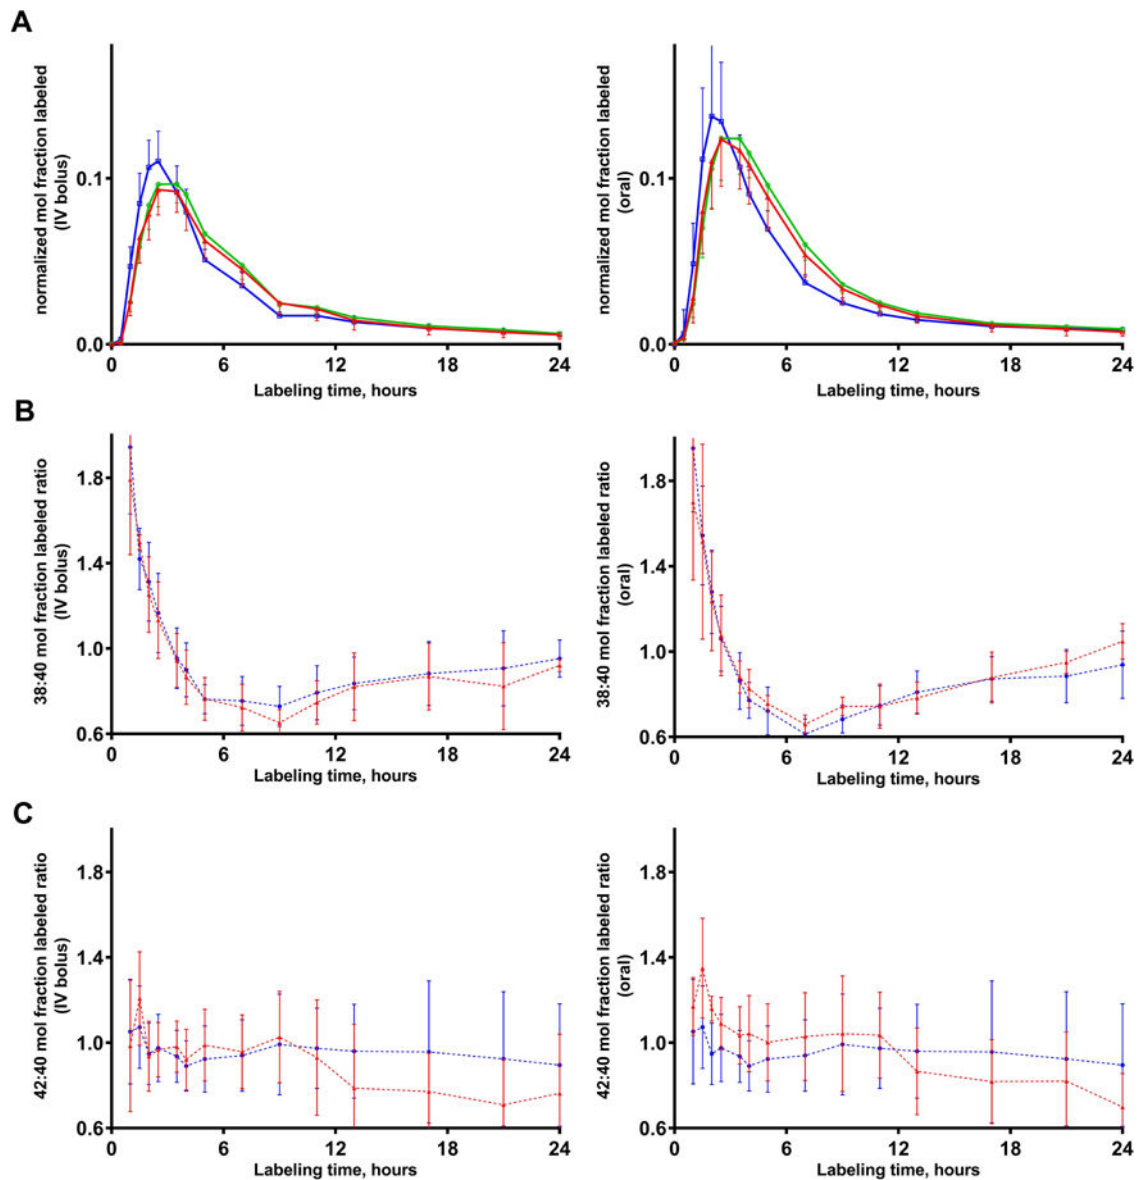 A
normalized mol fraction labeled
(IV bolus)
0.1
0.0
0
6
12
18
24
Labeling time, hours
normalized mol fraction labeled
(oral)
0.1
0.0
0
6
12
18
24
Labeling time, hours
B
38:40 mol fraction labeled ratio
(IV bolus)
1.8
1.4
1.0
0.6
0
6
12
18
24
Labeling time, hours
38:40 mol fraction labeled ratio
(oral)
1.8
1.4
1.0
0.6
0
6
12
18
24
Labeling time, hours
C
42:40 mol fraction labeled ratio
(IV bolus)
1.8
1.4
1.0
0.6
0
6
12
18
24
Labeling time, hours
42:40 mol fraction labeled ratio
(oral)
1.8
1.4
1.0
0.6
0
6
12
18
24
Labeling time, hours